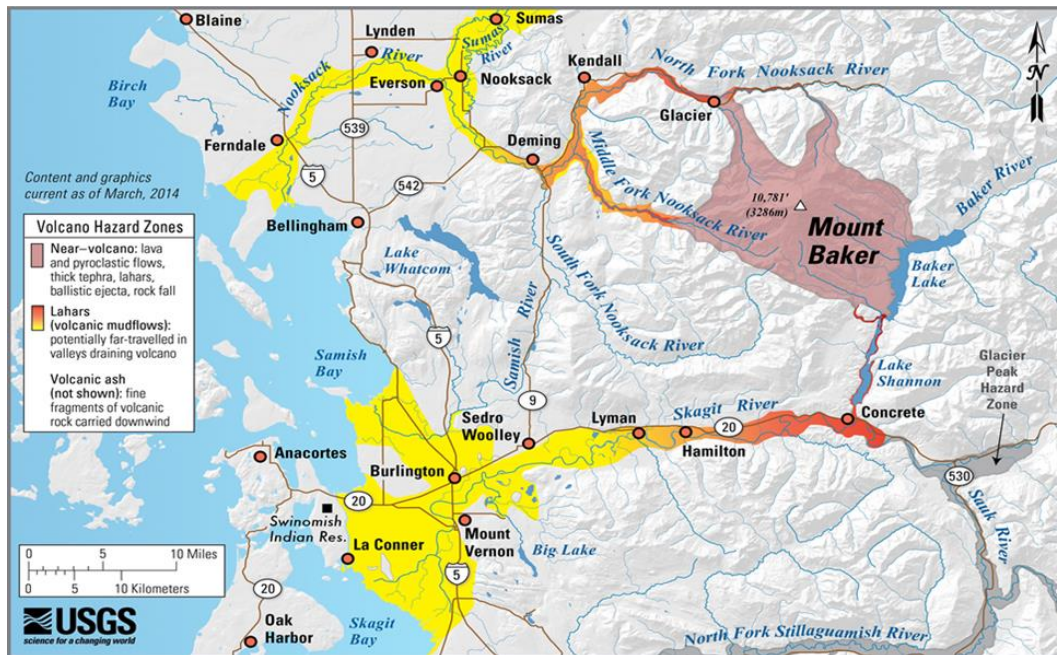 Blaine
Sumas
Lynden
Sumas
River
River
Kendall
North Fork Nooksack River
N
Birch
Bay
Nooksack
Everson
Nooksack
Glacier
539
Ferndale
Deming
Middle Fork Nooksack River
Baker River
5
542
Content and graphics
current as of March, 2014
10,781'
(3286m)
Mount
Baker
Volcano Hazard Zones
Near–volcano: lava
and pyroclastic flows,
thick tephra, lahars,
ballistic ejecta, rock fall
Lahars
(volcanic mudflows):
potentially far-travelled in
valleys draining volcano
Volcanic ash
(not shown): fine
fragments of volcanic
rock carried downwind
Bellingham
Lake
Whatcom
Baker
Lake
South Fork Nooksack River
Samish River
5
Samish
Bay
Lake
Shannon
Glacier
Peak
Hazard
Zone
9
Sedro
Woolley
Lyman
Skagit River
20
Concrete
Hamilton
Anacortes
Burlington
530
20
Sauk River
Swinomish
Indian Res.
Mount
Vernon
La Conner
Big Lake
5
0 5 10 Miles
0 5 10 Kilometers
20
USGS
science for a changing world
Oak
Harbor
Skagit
Bay
North Fork Stillaguamish River